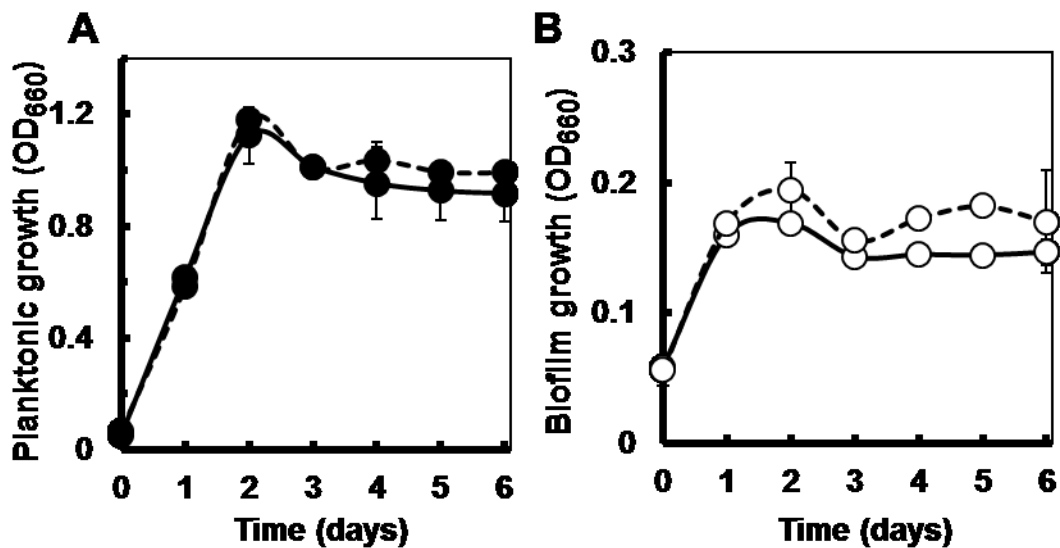 A
Planktonic growth (OD660)
1.2
0.8
0.4
0
0 1 2 3 4 5 6
Time (days)
B
Biofilm growth (OD660)
0.3
0.2
0.1
0
0 1 2 3 4 5 6
Time (days)